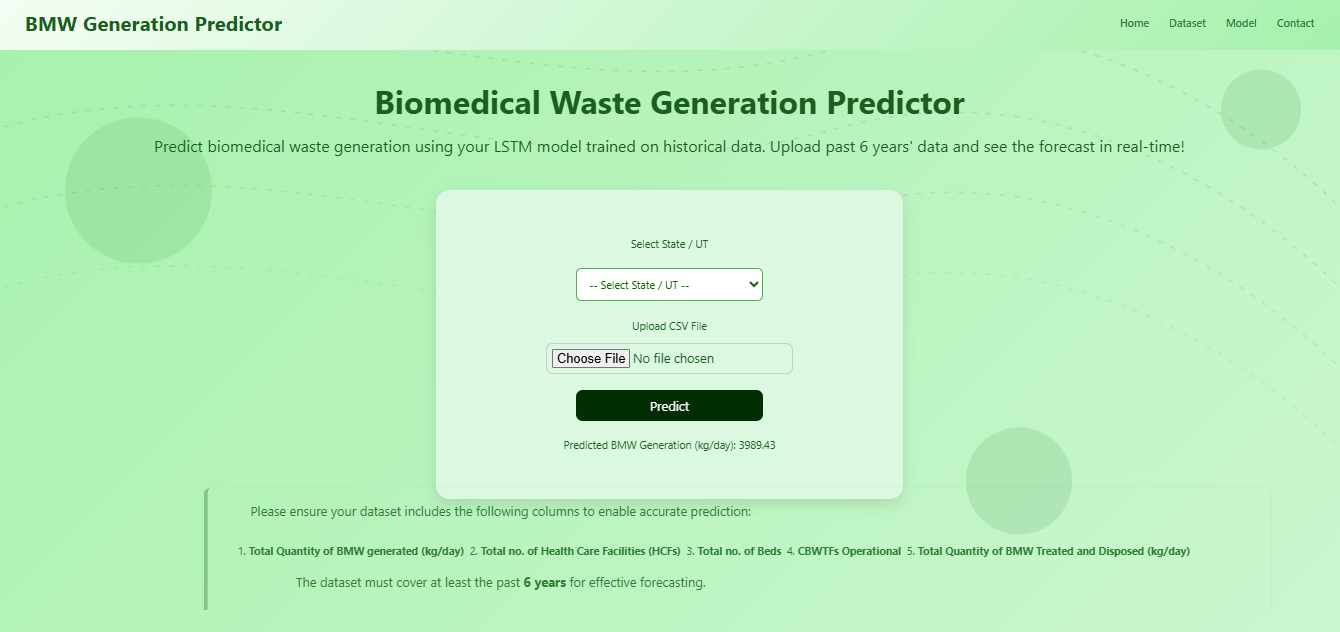 BMW Generation Predictor
Home Dataset Model Contact
Biomedical Waste Generation Predictor
Predict biomedical waste generation using your LSTM model trained on historical data. Upload past 6 years' data and see the forecast in real-time!
Select State / UT
-- Select State / UT --
Upload CSV File
Choose File No file chosen
Predict
Predicted BMW Generation (kg/day): 3989.43
Please ensure your dataset includes the following columns to enable accurate prediction:
1. Total Quantity of BMW generated (kg/day) 2. Total no. of Health Care Facilities (HCFs) 3. Total no. of Beds 4. CBWTFs Operational 5. Total Quantity of BMW Treated and Disposed (kg/day)
The dataset must cover at least the past 6 years for effective forecasting.